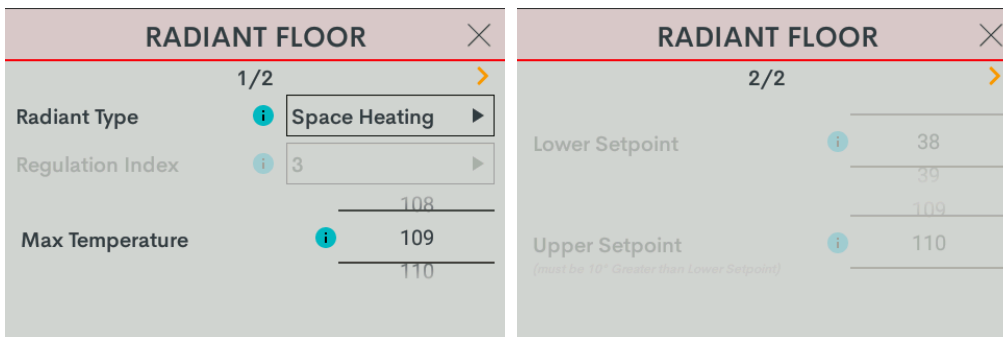 RADIANT FLOOR
1/2
Radiant Type i Space Heating
Regulation Index i 3
108
Max Temperature i 109
110
RADIANT FLOOR
2/2
Lower Setpoint i 38
39
109
Upper Setpoint i 110
(must be 10° Greater than Lower Setpoint)